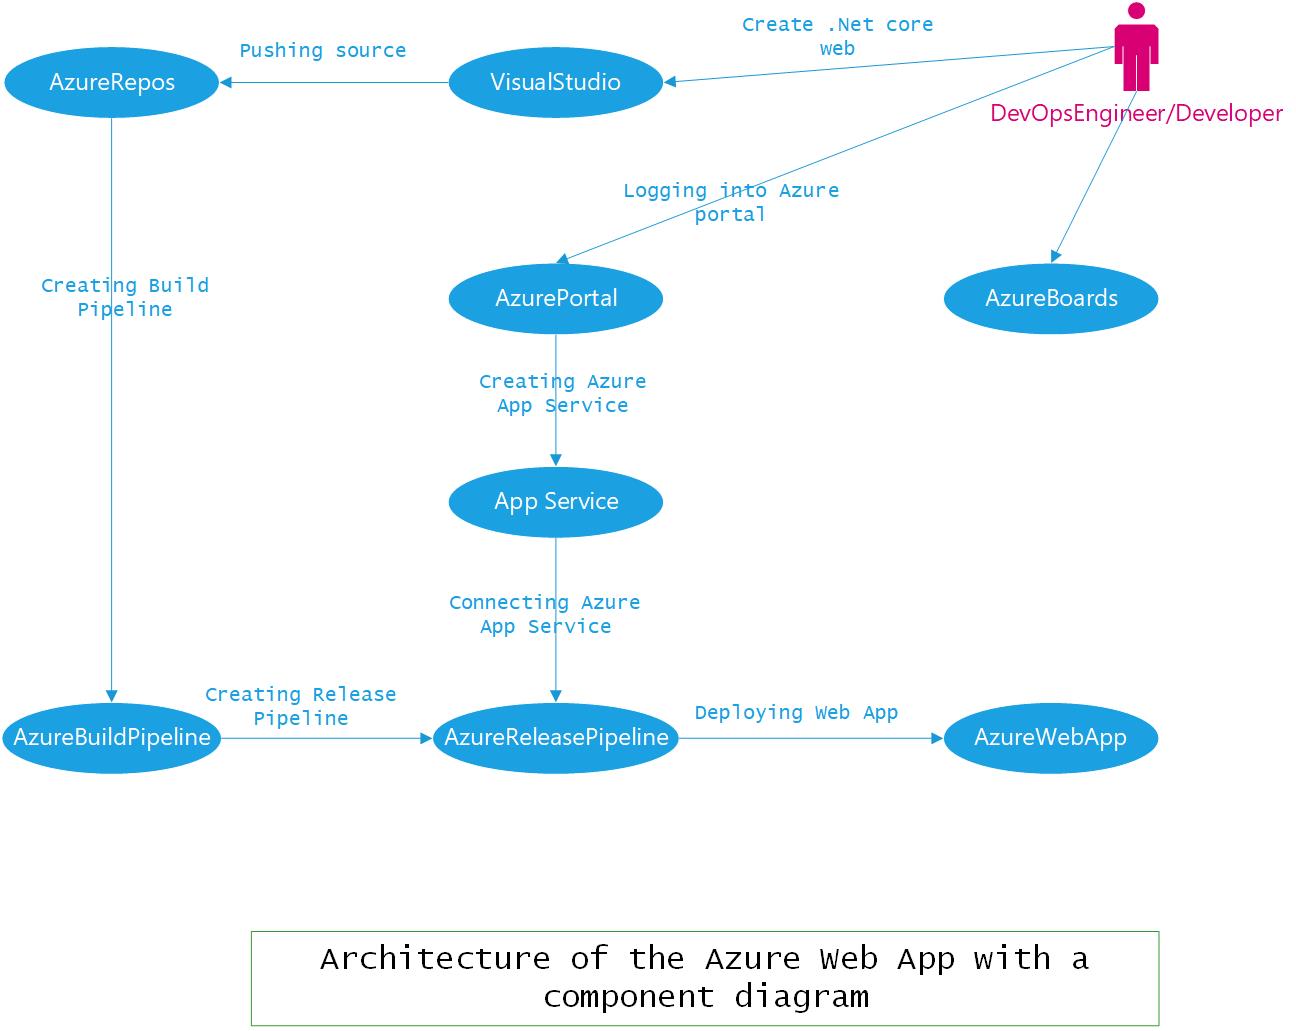 Create .Net core
web
Pushing source
AzureRepos
VisualStudio
DevOpsEngineer/Developer
Logging into Azure
portal
Creating Build
Pipeline
AzurePortal
AzureBoards
Creating Azure
App Service
App Service
Connecting Azure
App Service
Creating Release
Pipeline
Deploying Web App
AzureBuildPipeline
AzureReleasePipeline
AzureWebApp
Architecture of the Azure Web App with a
component diagram